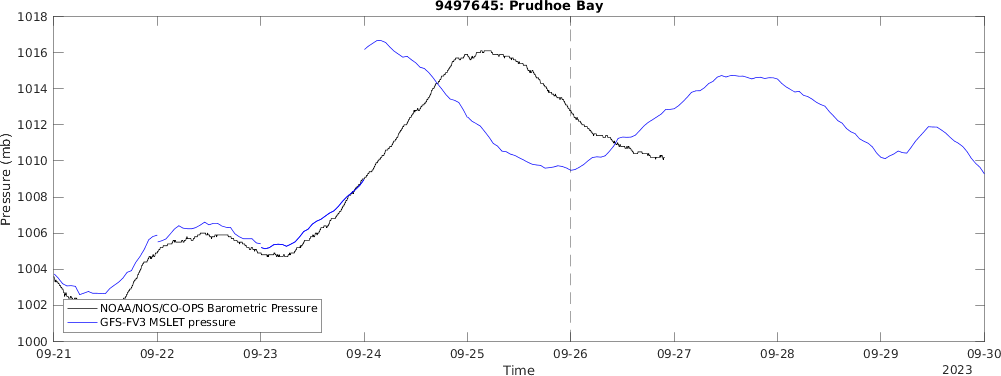 9497645: Prudhoe Bay
1018
1016
1014
1012
1010
1008
1006
1004
1002
1000
Pressure (mb)
NOAA/NOS/CO-OPS Barometric Pressure
GFS-FV3 MSLET pressure
09-21 09-22 09-23 09-24 09-25 09-26 09-27 09-28 09-29 09-30
Time
2023